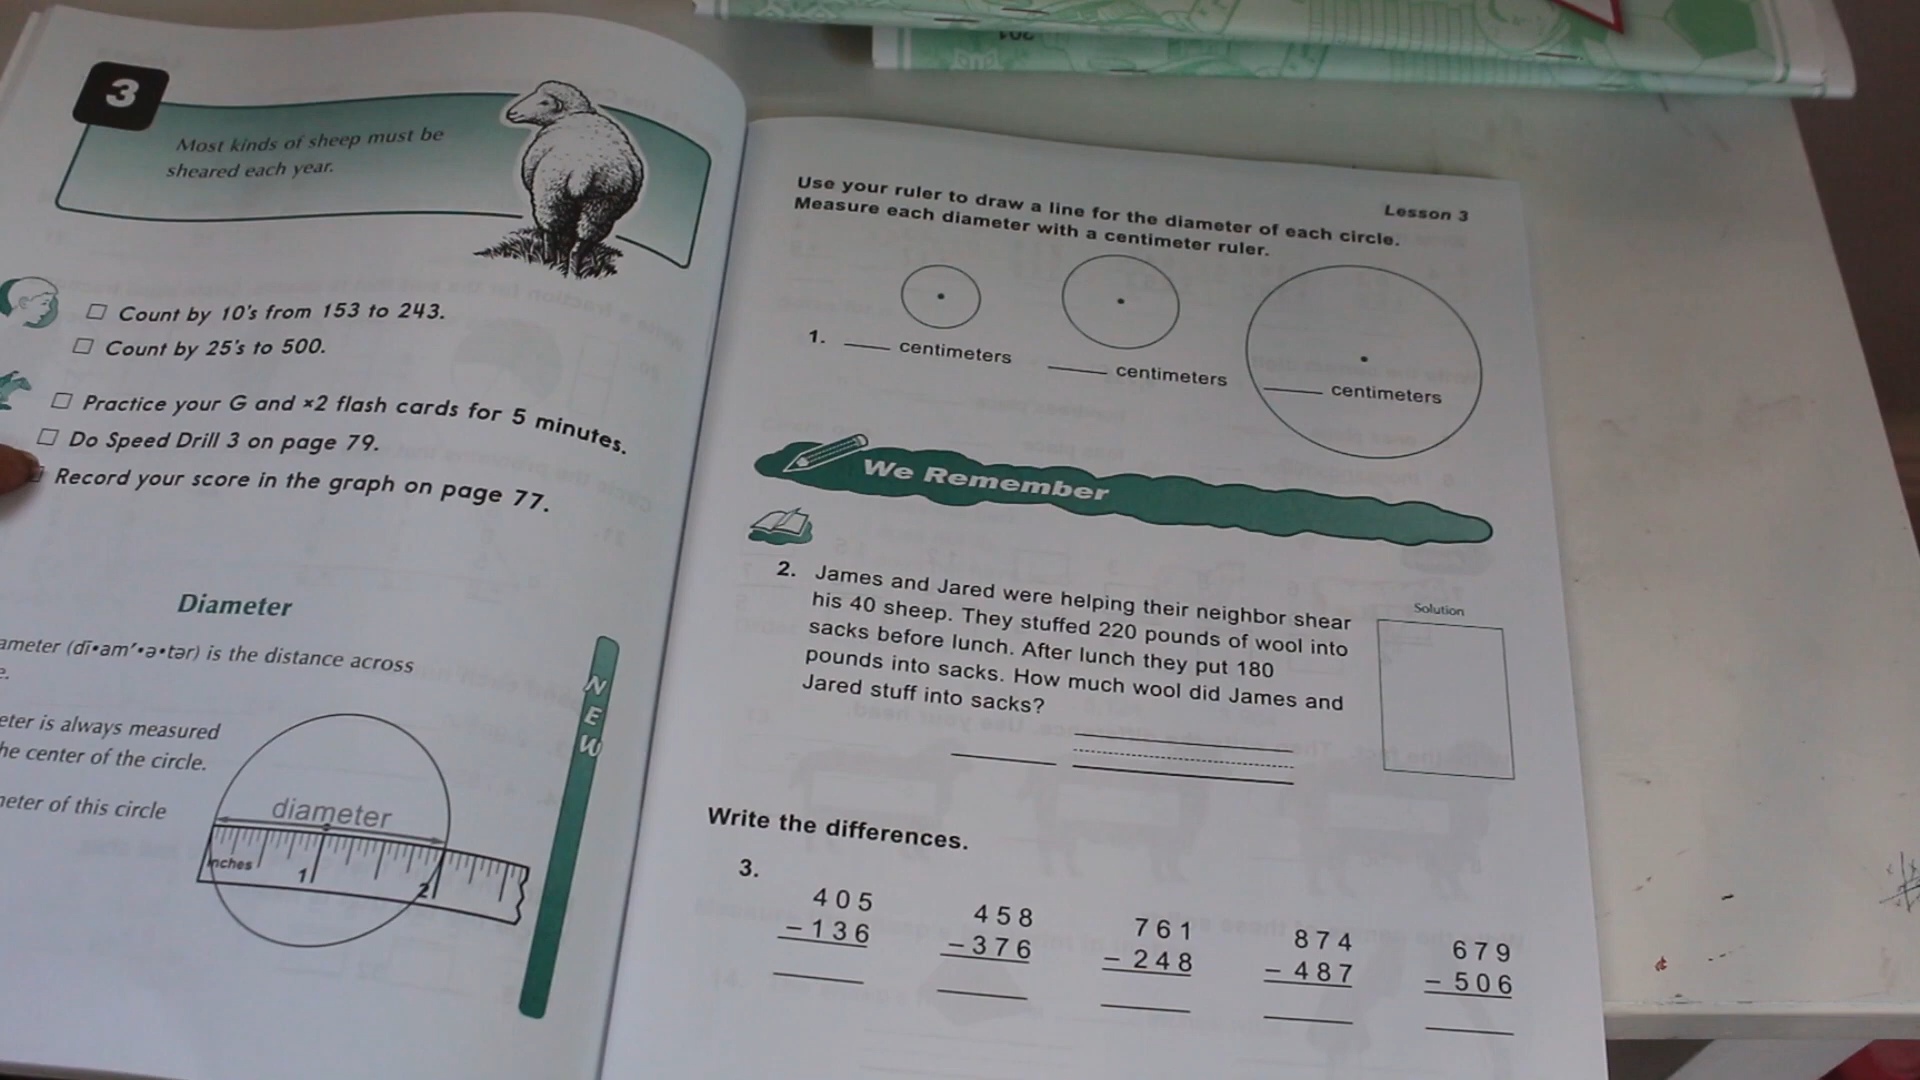 3
Most kinds of sheep must be
sheared each year.
Count by 10's from 153 to 243.
Count by 25's to 500.
Practice your G and ×2 flash cards for 5 minutes.
Do Speed Drill 3 on page 79.
Record your score in the graph on page 77.
Diameter
(dī•am′•ə•tər) is the distance across
is always measured
center of the circle.
of this circle
diameter
inches
1
2
NEW
Lesson 3
Use your ruler to draw a line for the diameter of each circle.
Measure each diameter with a centimeter ruler.
1. ____ centimeters ____ centimeters ____ centimeters
We Remember
2. James and Jared were helping their neighbor shear
his 40 sheep. They stuffed 220 pounds of wool into
sacks before lunch. After lunch they put 180
pounds into sacks. How much wool did James and
Jared stuff into sacks?
Solution
Write the differences.
3.
405 458 761 874 679
-136 -376 -248 -487 -506